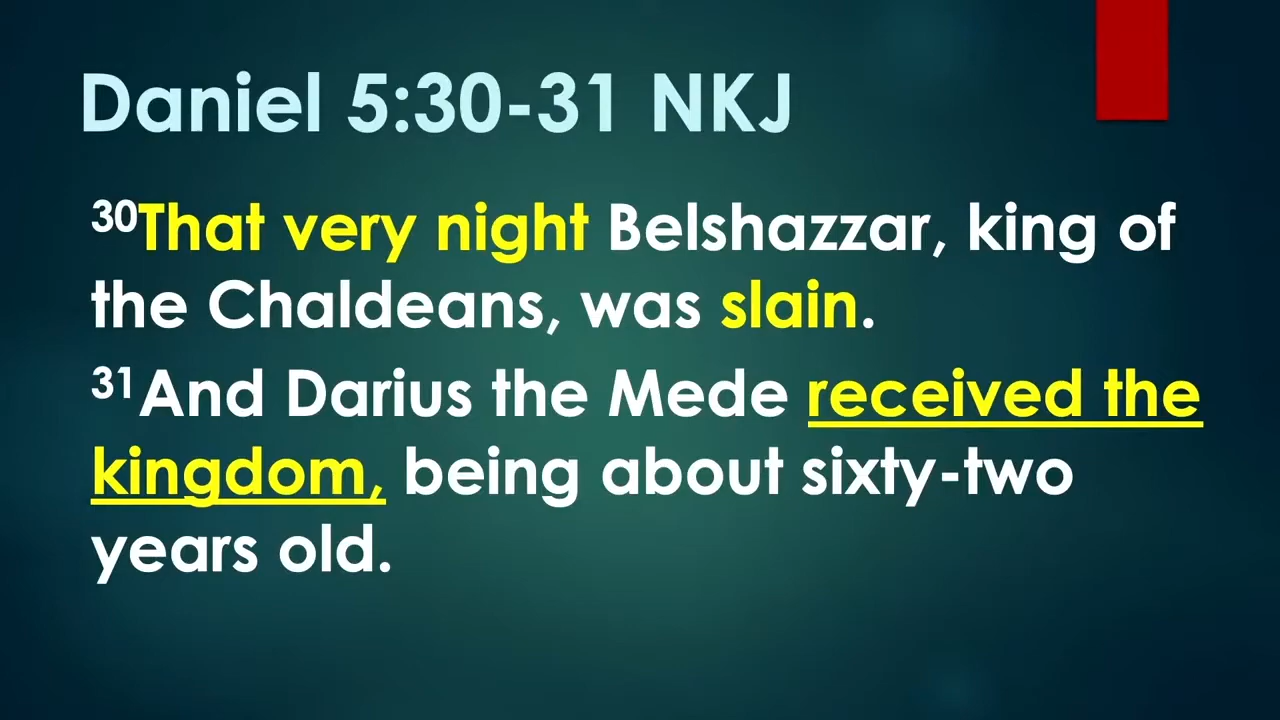 Daniel 5:30-31 NKJ
30That very night Belshazzar, king of
the Chaldeans, was slain.
31And Darius the Mede received the
kingdom, being about sixty-two
years old.